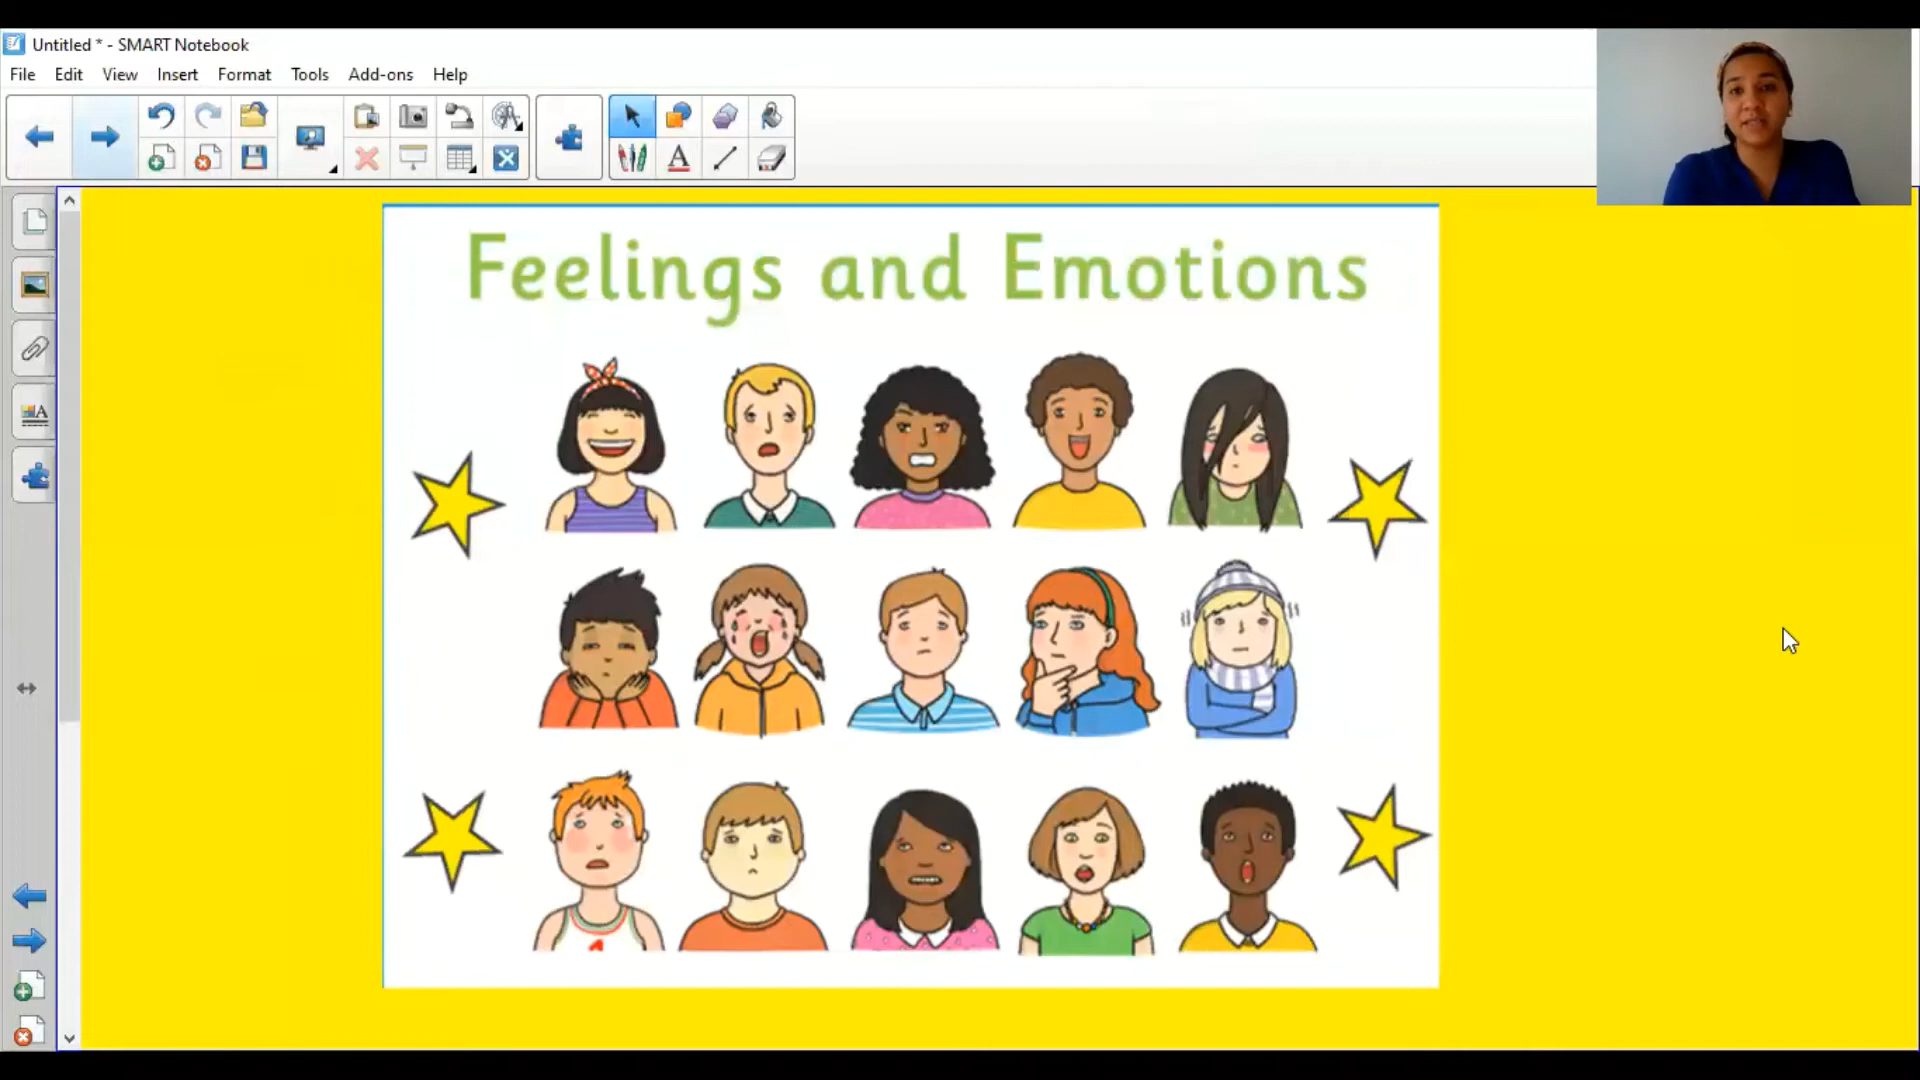 Untitled * - SMART Notebook
File Edit View Insert Format Tools Add-ons Help
Feelings and Emotions